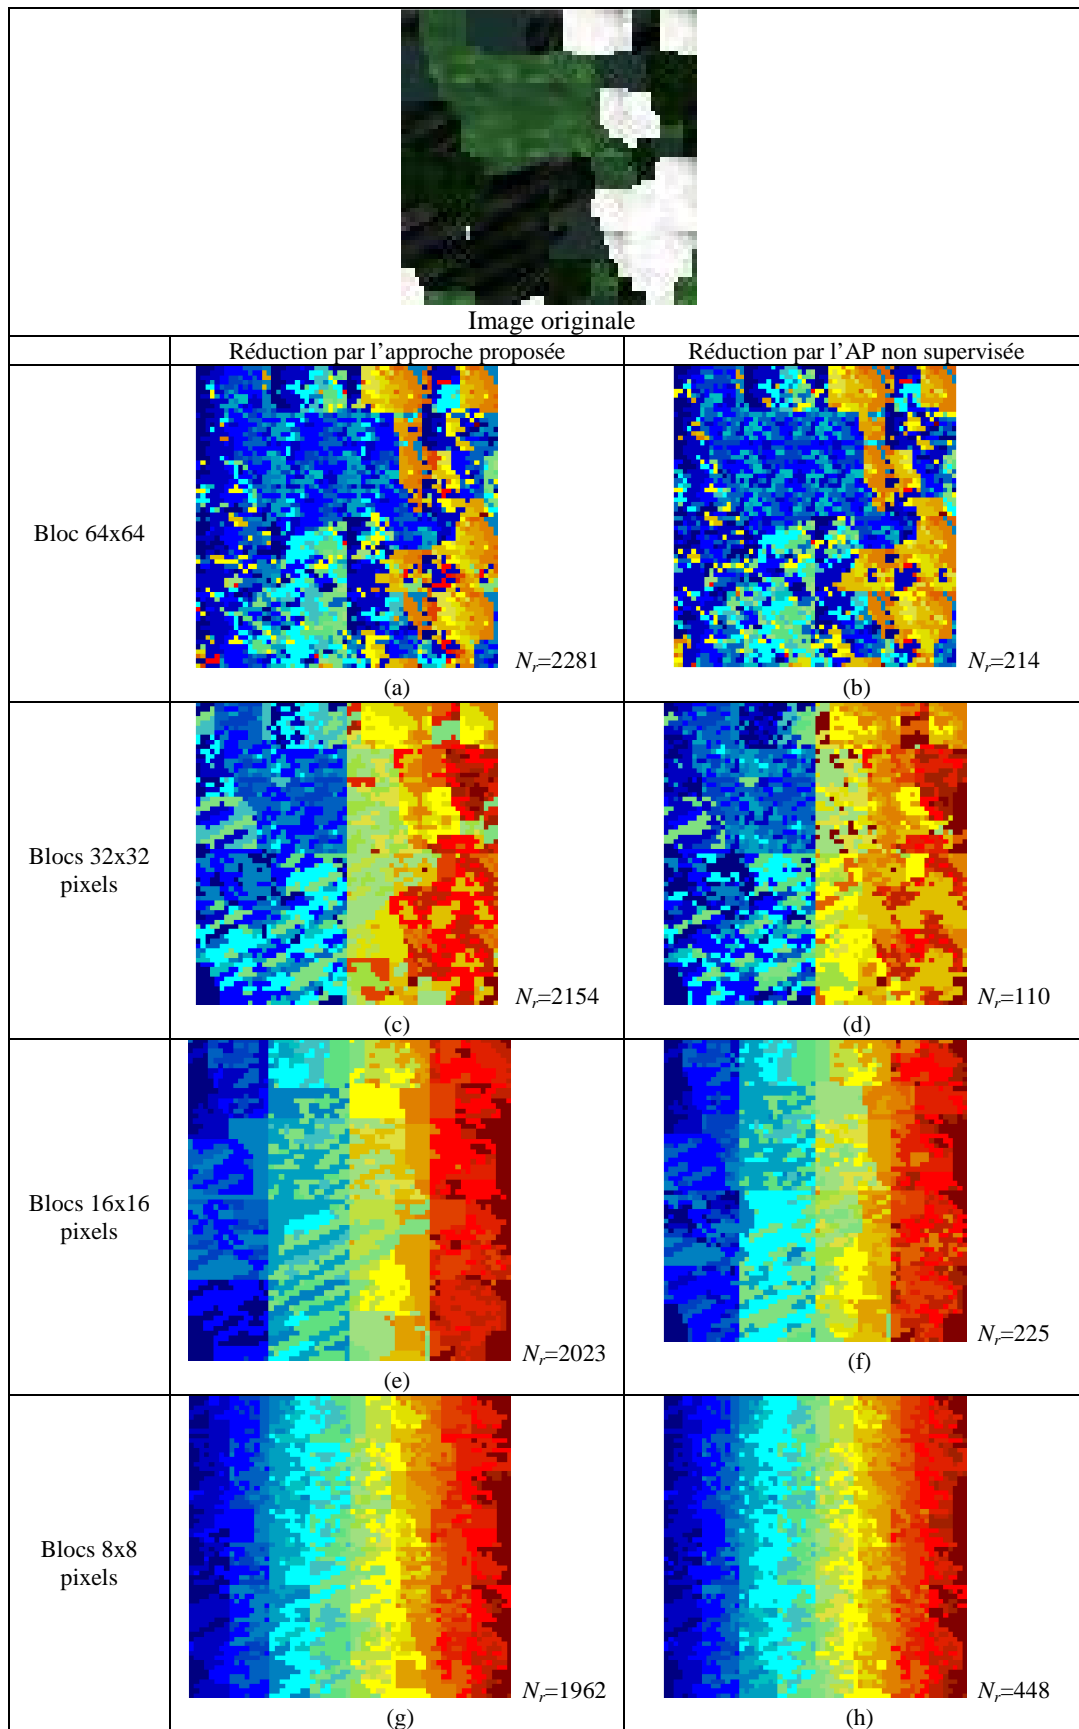 Image originale
Réduction par l'approche proposée
Réduction par l'AP non supervisée
Bloc 64x64
Nr=2281
(a)
Nr=214
(b)
Blocs 32x32
pixels
Nr=2154
(c)
Nr=110
(d)
Blocs 16x16
pixels
Nr=2023
(e)
Nr=225
(f)
Blocs 8x8
pixels
Nr=1962
(g)
Nr=448
(h)